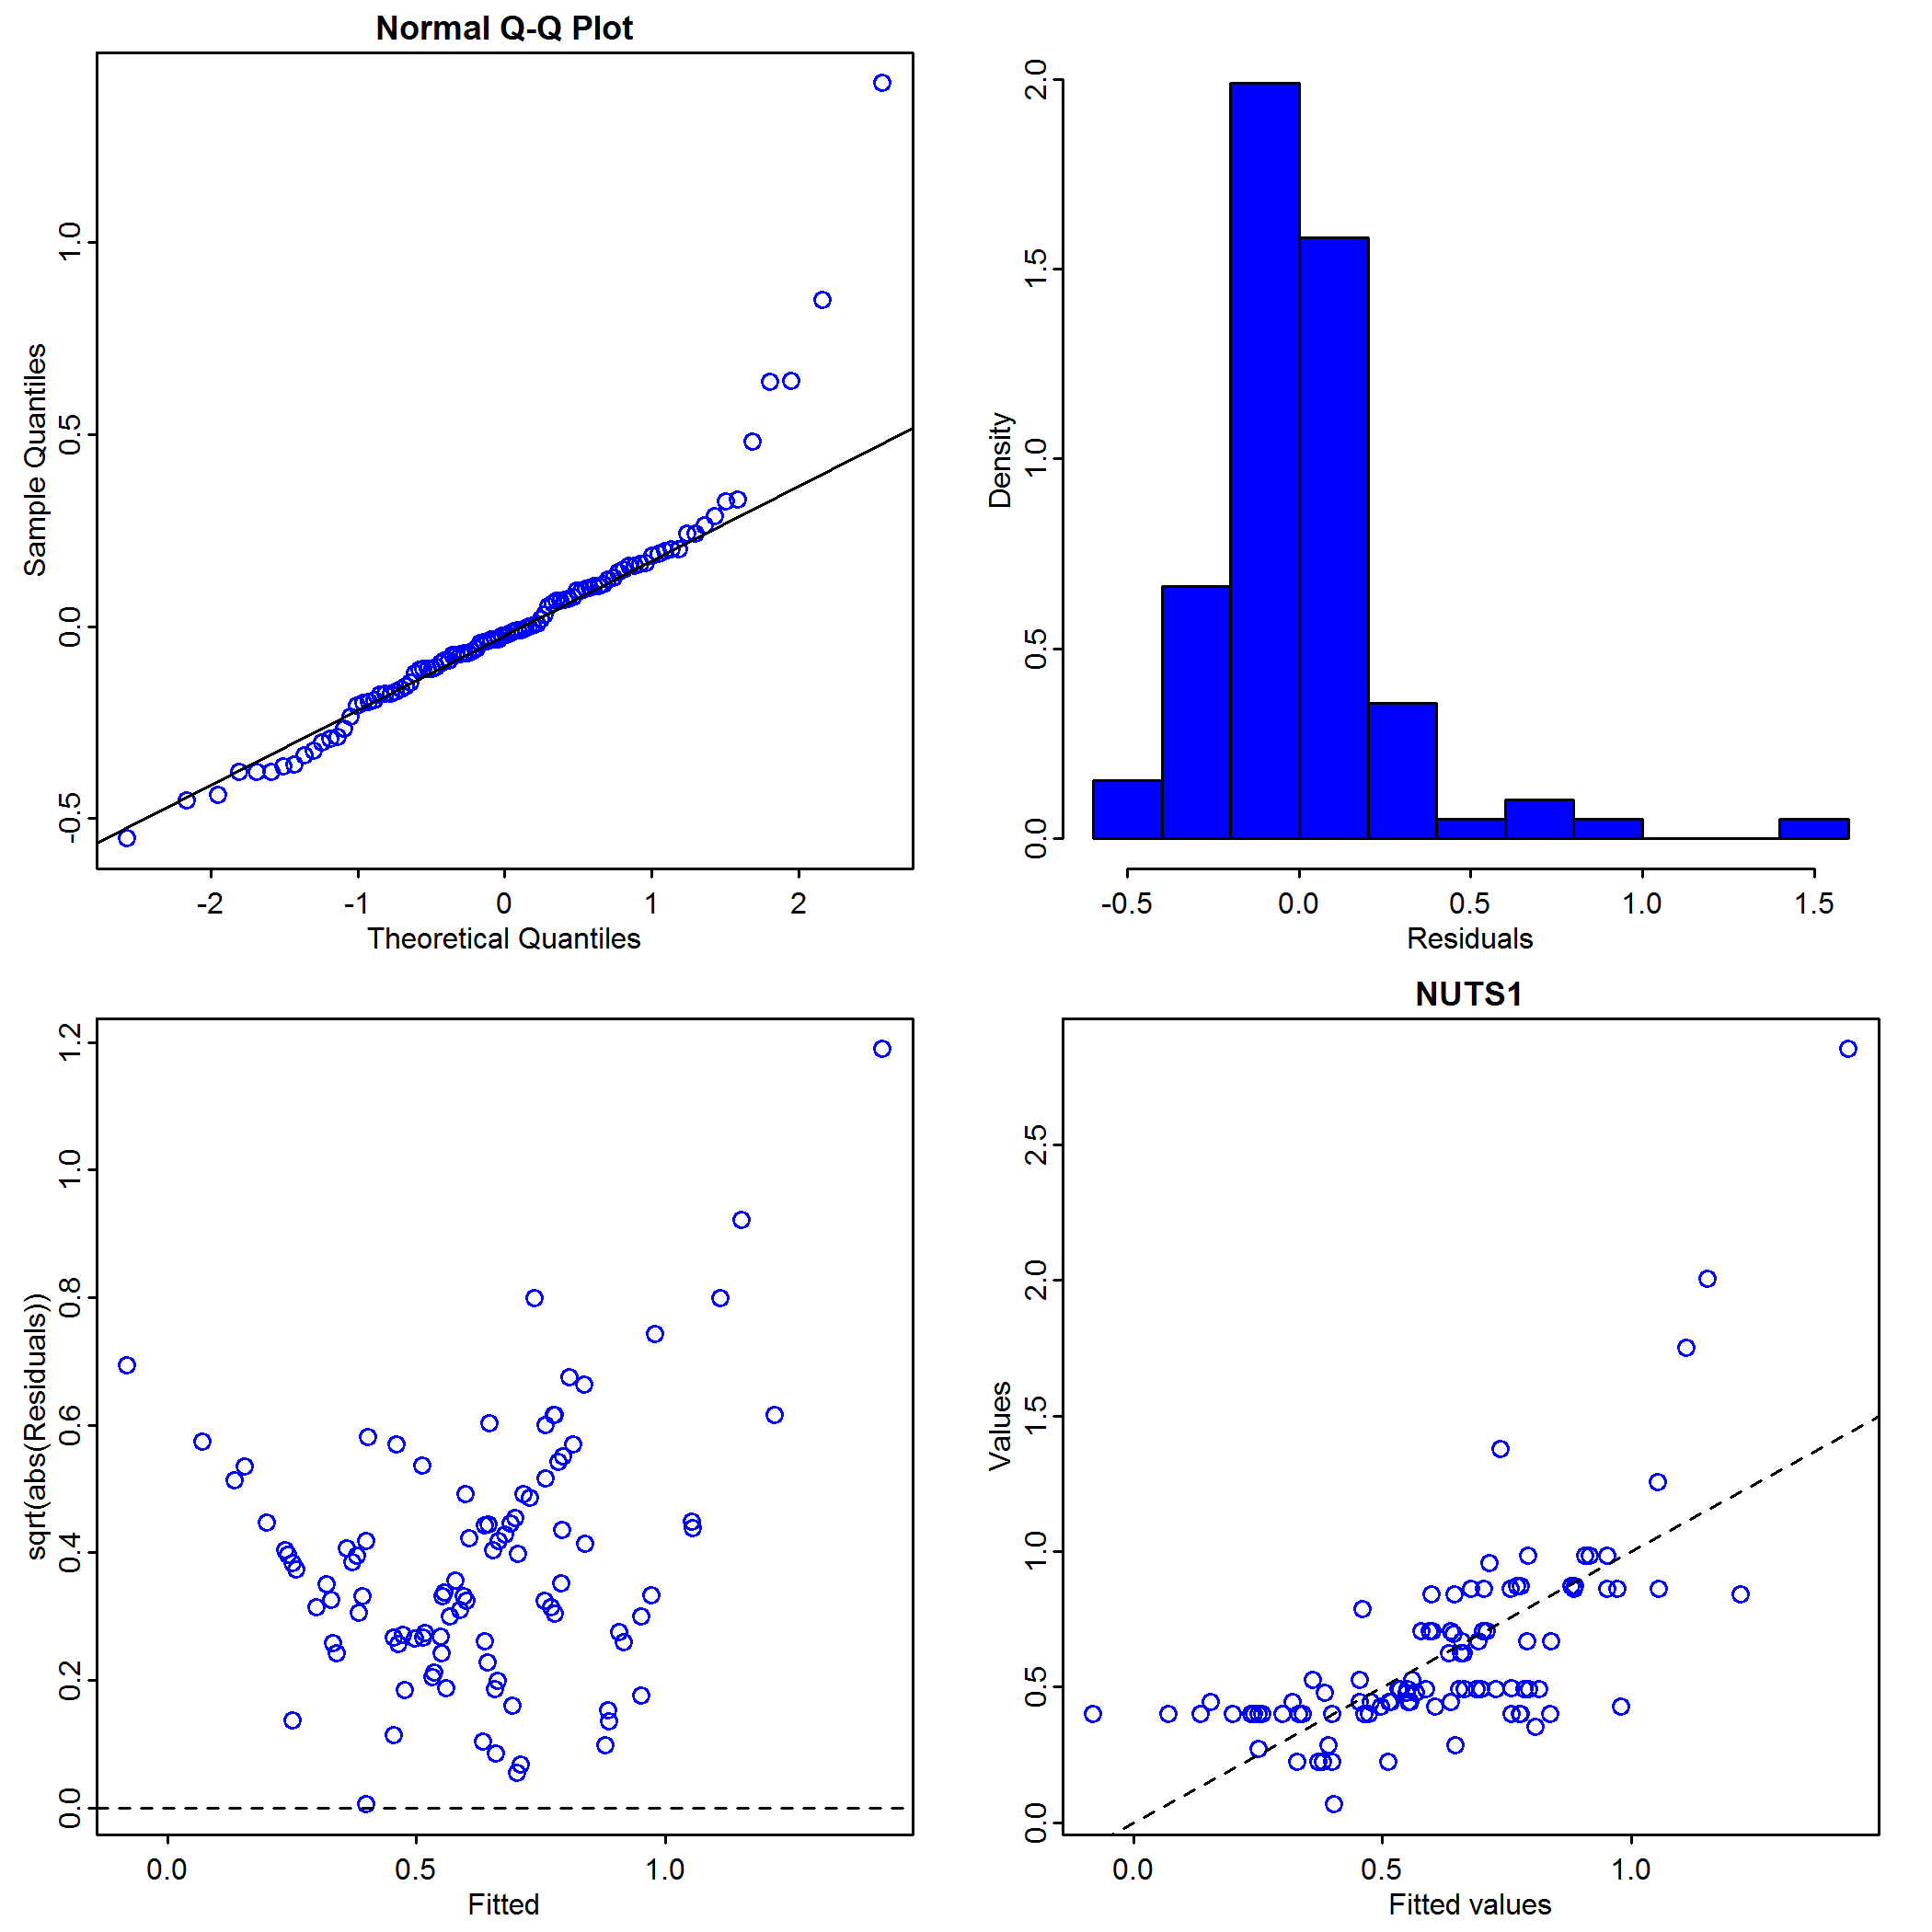 Normal Q-Q Plot
Sample Quantiles
-0.5 0.0 0.5 1.0
-2 -1 0 1 2
Theoretical Quantiles
Density
0.0 0.5 1.0 1.5 2.0
-0.5 0.0 0.5 1.0 1.5
Residuals
sqrt(abs(Residuals))
0.0 0.2 0.4 0.6 0.8 1.0 1.2
0.0 0.5 1.0
Fitted
NUTS1
Values
0.0 0.5 1.0 1.5 2.0 2.5
0.0 0.5 1.0
Fitted values